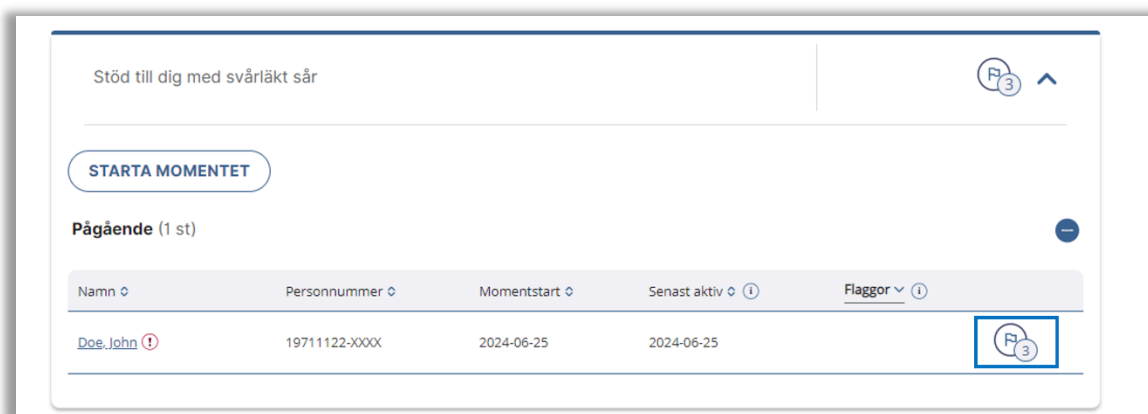 Stöd till dig med svårläkt sår
3
STARTA MOMENTET
Pågående (1 st)
Namn Personnummer Momentstart Senast aktiv i Flaggor i
Doe, John ! 19711122-XXXX 2024-06-25 2024-06-25 3